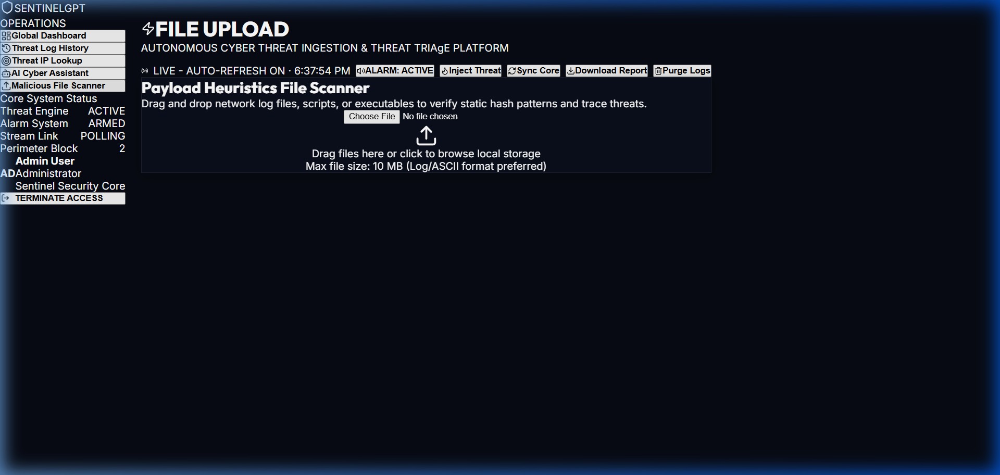 SENTINELGPT
OPERATIONS
Global Dashboard
Threat Log History
Threat IP Lookup
AI Cyber Assistant
Malicious File Scanner
Core System Status
Threat Engine ACTIVE
Alarm System ARMED
Stream Link POLLING
Perimeter Block 2
Admin User
AD Administrator
Sentinel Security Core
TERMINATE ACCESS
FILE UPLOAD
AUTONOMOUS CYBER THREAT INGESTION & THREAT TRIAgE PLATFORM
LIVE - AUTO-REFRESH ON · 6:37:54 PM ALARM: ACTIVE Inject Threat Sync Core Download Report Purge Logs
Payload Heuristics File Scanner
Drag and drop network log files, scripts, or executables to verify static hash patterns and trace threats.
Choose File No file chosen
Drag files here or click to browse local storage
Max file size: 10 MB (Log/ASCII format preferred)